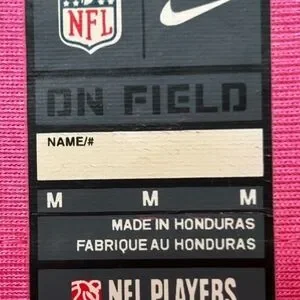 NFL
ON FIELD
NAME/#
M M M
MADE IN HONDURAS
FABRIQUE AU HONDURAS
NFL PLAYERS